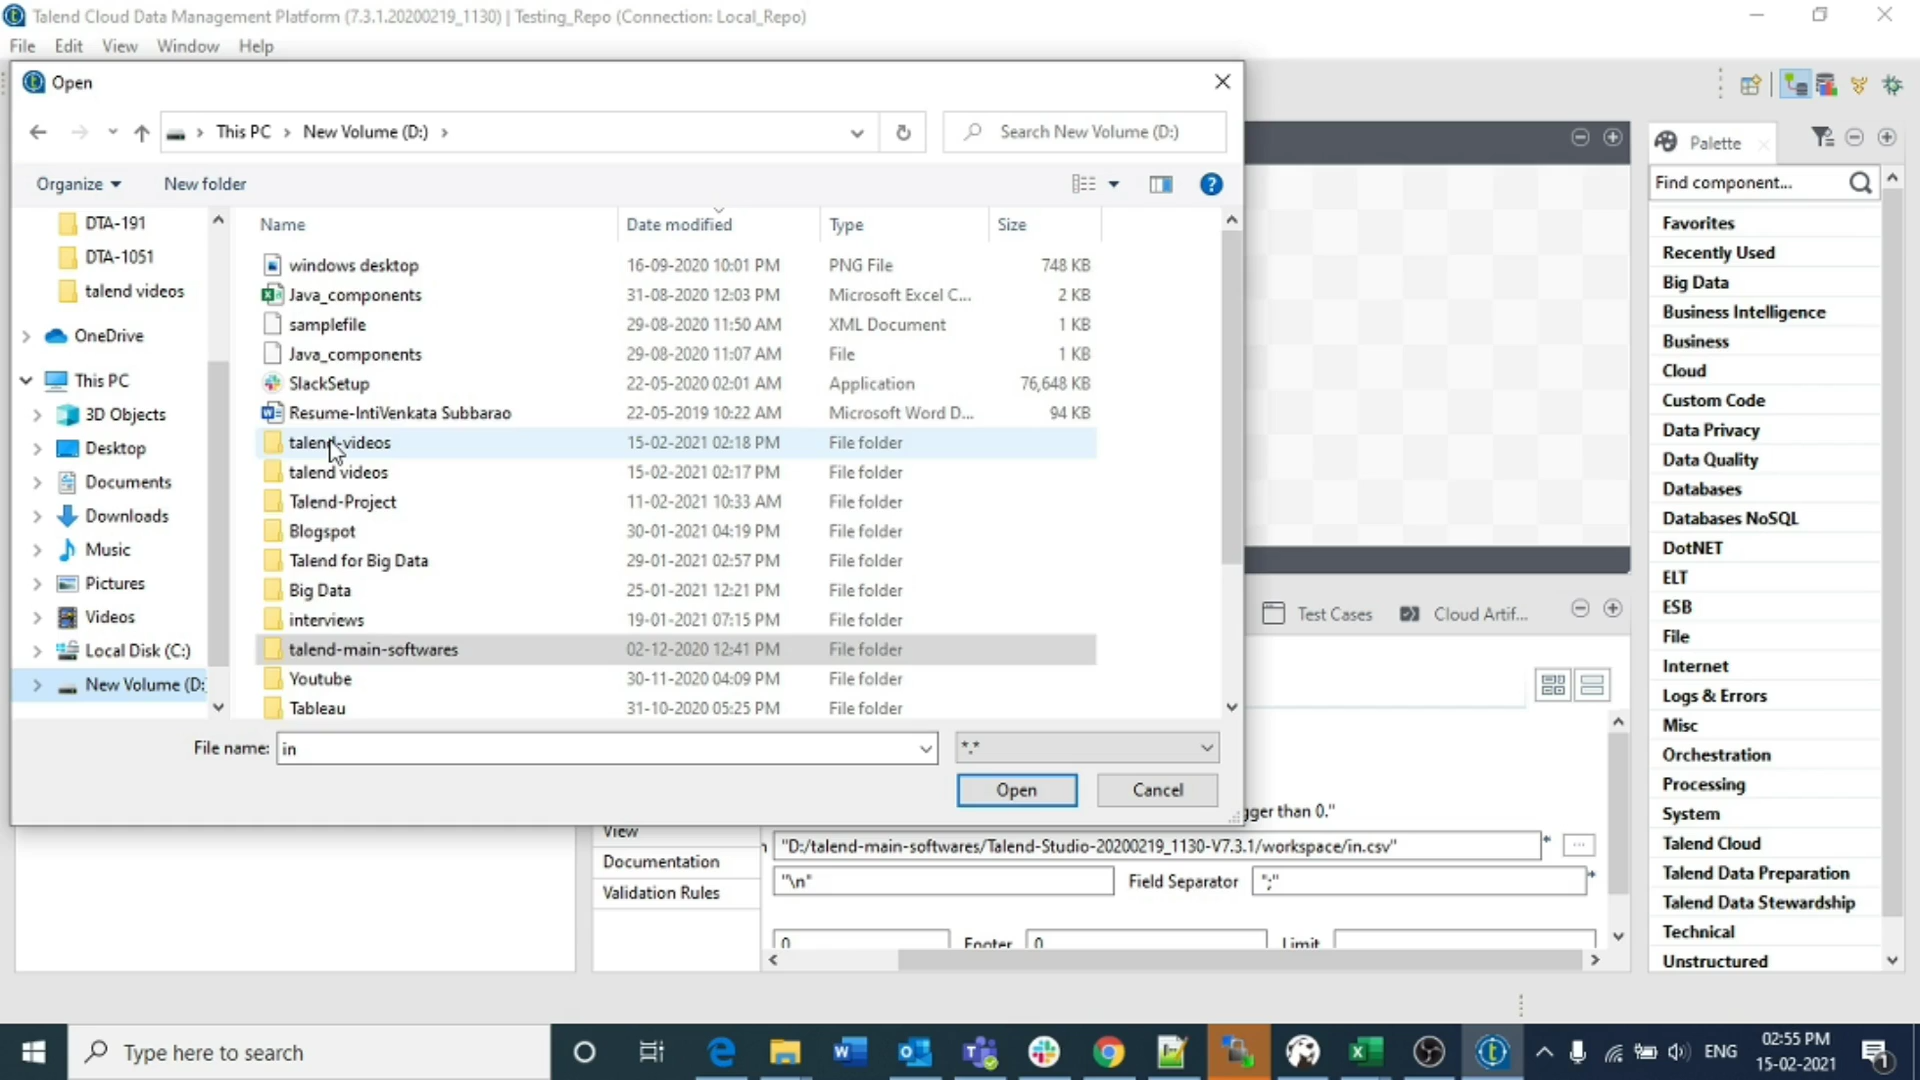 Talend Cloud Data Management Platform (7.3.1.20200219_1130) | Testing_Repo (Connection: Local_Repo)
File Edit View Window Help
Open
This PC > New Volume (D:) >
Search New Volume (D:)
Organize
New folder
DTA-191
DTA-1051
talend videos
OneDrive
This PC
3D Objects
Desktop
Documents
Downloads
Music
Pictures
Videos
Local Disk (C:)
New Volume (D:
Name Date modified Type Size
windows desktop 16-09-2020 10:01 PM PNG File 748 KB
Java_components 31-08-2020 12:03 PM Microsoft Excel C... 2 KB
samplefile 29-08-2020 11:50 AM XML Document 1 KB
Java_components 29-08-2020 11:07 AM File 1 KB
SlackSetup 22-05-2020 02:01 AM Application 76,648 KB
Resume-IntiVenkata Subbarao 22-05-2019 10:22 AM Microsoft Word D... 94 KB
talend-videos 15-02-2021 02:18 PM File folder
talend videos 15-02-2021 02:17 PM File folder
Talend-Project 11-02-2021 10:33 AM File folder
Blogspot 30-01-2021 04:19 PM File folder
Talend for Big Data 29-01-2021 02:57 PM File folder
Big Data 25-01-2021 12:21 PM File folder
interviews 19-01-2021 07:15 PM File folder
talend-main-softwares 02-12-2020 12:41 PM File folder
Youtube 30-11-2020 04:09 PM File folder
Tableau 31-10-2020 05:25 PM File folder
File name: in
*.*
Open Cancel
Test Cases Cloud Artif...
gger than 0."
View
Documentation
Validation Rules
"D:/talend-main-softwares/Talend-Studio-20200219_1130-V7.3.1/workspace/in.csv" * ...
"\n" Field Separator ";" *
0 Footer 0 Limit
Palette
Find component...
Favorites
Recently Used
Big Data
Business Intelligence
Business
Cloud
Custom Code
Data Privacy
Data Quality
Databases
Databases NoSQL
DotNET
ELT
ESB
File
Internet
Logs & Errors
Misc
Orchestration
Processing
System
Talend Cloud
Talend Data Preparation
Talend Data Stewardship
Technical
Unstructured
Type here to search
ENG
02:55 PM
15-02-2021
1